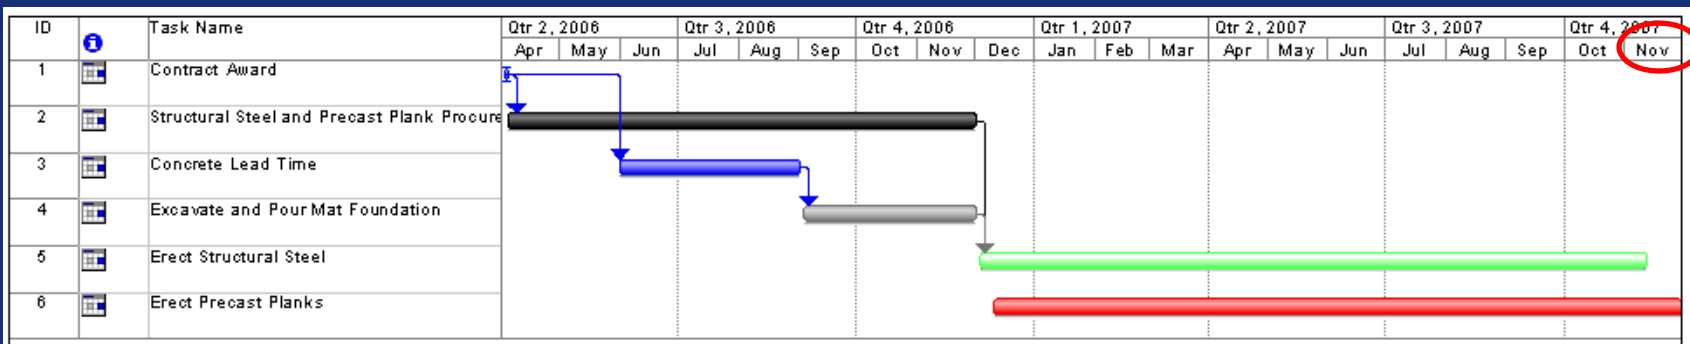 ID Task Name Qtr 2, 2006 Qtr 3, 2006 Qtr 4, 2006 Qtr 1, 2007 Qtr 2, 2007 Qtr 3, 2007 Qtr 4, 2007
Apr May Jun Jul Aug Sep Oct Nov Dec Jan Feb Mar Apr May Jun Jul Aug Sep Oct Nov
1 Contract Award
2 Structural Steel and Precast Plank Procure
3 Concrete Lead Time
4 Excavate and Pour Mat Foundation
5 Erect Structural Steel
6 Erect Precast Planks